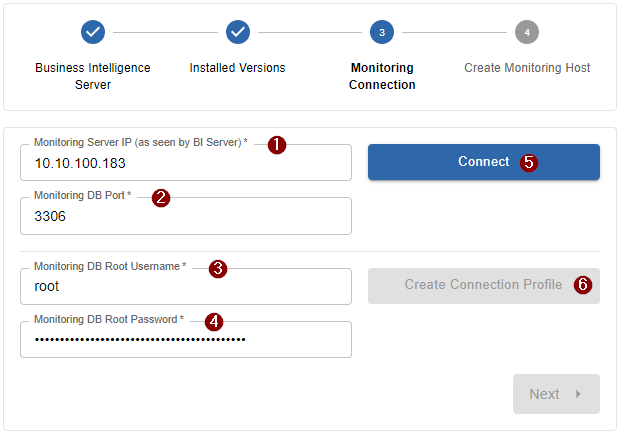 3
4
Business Intelligence
Server
Installed Versions
Monitoring
Connection
Create Monitoring Host
Monitoring Server IP (as seen by BI Server) *
1
10.10.100.183
Connect
5
Monitoring DB Port *
2
3306
Monitoring DB Root Username *
3
root
Create Connection Profile
6
Monitoring DB Root Password *
4
Next